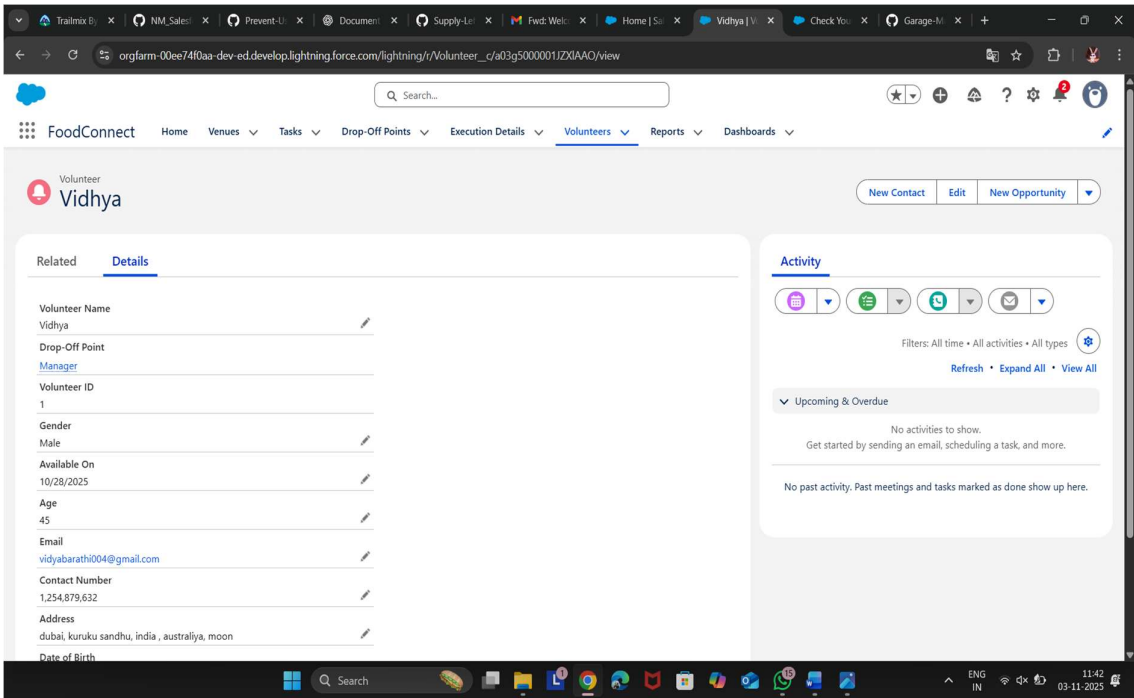 Trailmix By
NM_Salesf
Prevent-U
Document
Supply-Let
Fwd: Welc
Home | Sa
Vidhya | V
Check You
Garage-M
orgfarm-00ee74f0aa-dev-ed.develop.lightning.force.com/lightning/r/Volunteer__c/a03g5000001JZXlAAO/view
Search...
2
FoodConnect Home Venues Tasks Drop-Off Points Execution Details Volunteers Reports Dashboards
Volunteer
Vidhya
New Contact Edit New Opportunity
Related Details
Volunteer Name
Vidhya
Drop-Off Point
Manager
Volunteer ID
1
Gender
Male
Available On
10/28/2025
Age
45
Email
vidyabarathi004@gmail.com
Contact Number
1,254,879,632
Address
dubai, kuruku sandhu, india , australiya, moon
Date of Birth
Activity
Filters: All time • All activities • All types
Refresh • Expand All • View All
Upcoming & Overdue
No activities to show.
Get started by sending an email, scheduling a task, and more.
No past activity. Past meetings and tasks marked as done show up here.
Search
15
ENG
IN
11:42
03-11-2025